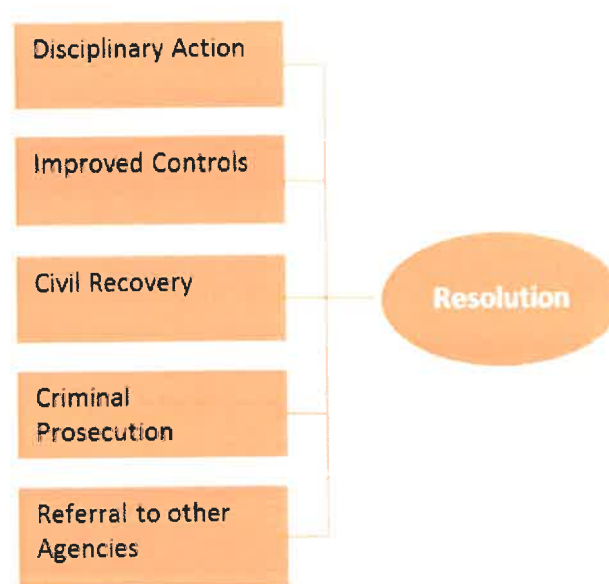 Disciplinary Action
Improved Controls
Civil Recovery
Criminal
Prosecution
Referral to other
Agencies
Resolution